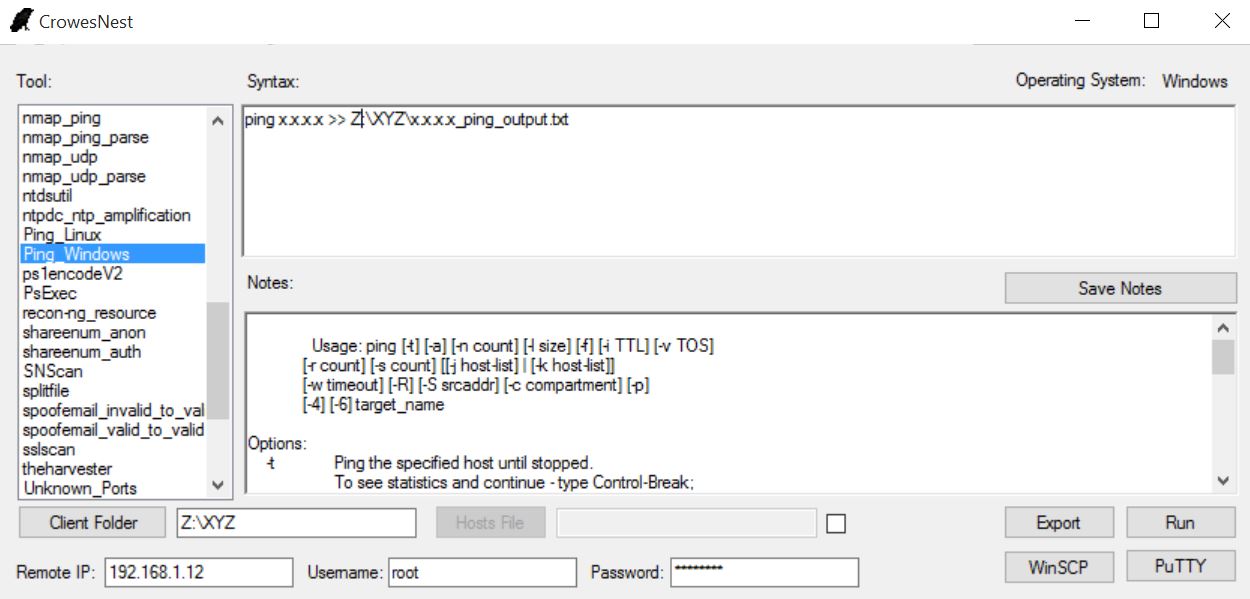 CrowesNest
Tool:
Syntax:
Operating System: Windows
nmap_ping
nmap_ping_parse
nmap_udp
nmap_udp_parse
ntdsutil
ntpdc_ntp_amplification
Ping_Linux
Ping_Windows
ps1encodeV2
PsExec
recon-ng_resource
shareenum_anon
shareenum_auth
SNScan
splitfile
spoofemail_invalid_to_val
spoofemail_valid_to_valid
sslscan
theharvester
Unknown_Ports
ping x.x.x.x >> Z:\XYZ\x.x.x.x_ping_output.txt
Notes:
Save Notes
Usage: ping [-t] [-a] [-n count] [-l size] [-f] [-i TTL] [-v TOS]
[-r count] [-s count] [[-j host-list] | [-k host-list]]
[-w timeout] [-R] [-S srcaddr] [-c compartment] [-p]
[-4] [-6] target_name
Options:
-t Ping the specified host until stopped.
To see statistics and continue - type Control-Break;
Client Folder
Z:\XYZ
Hosts File
Export
Run
Remote IP: 192.168.1.12
Username: root
Password: ********
WinSCP
PuTTY